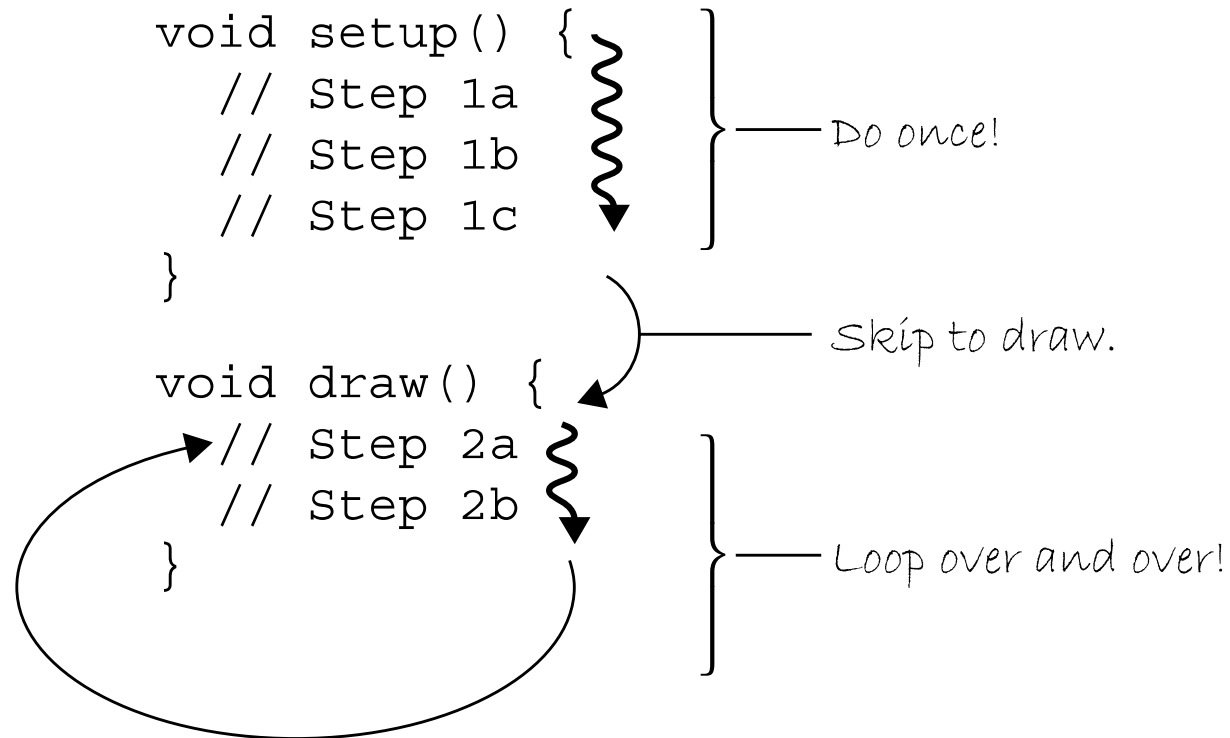 void setup() {
// Step 1a
// Step 1b
// Step 1c
}
Do once!
Skip to draw.
void draw() {
// Step 2a
// Step 2b
}
Loop over and over!